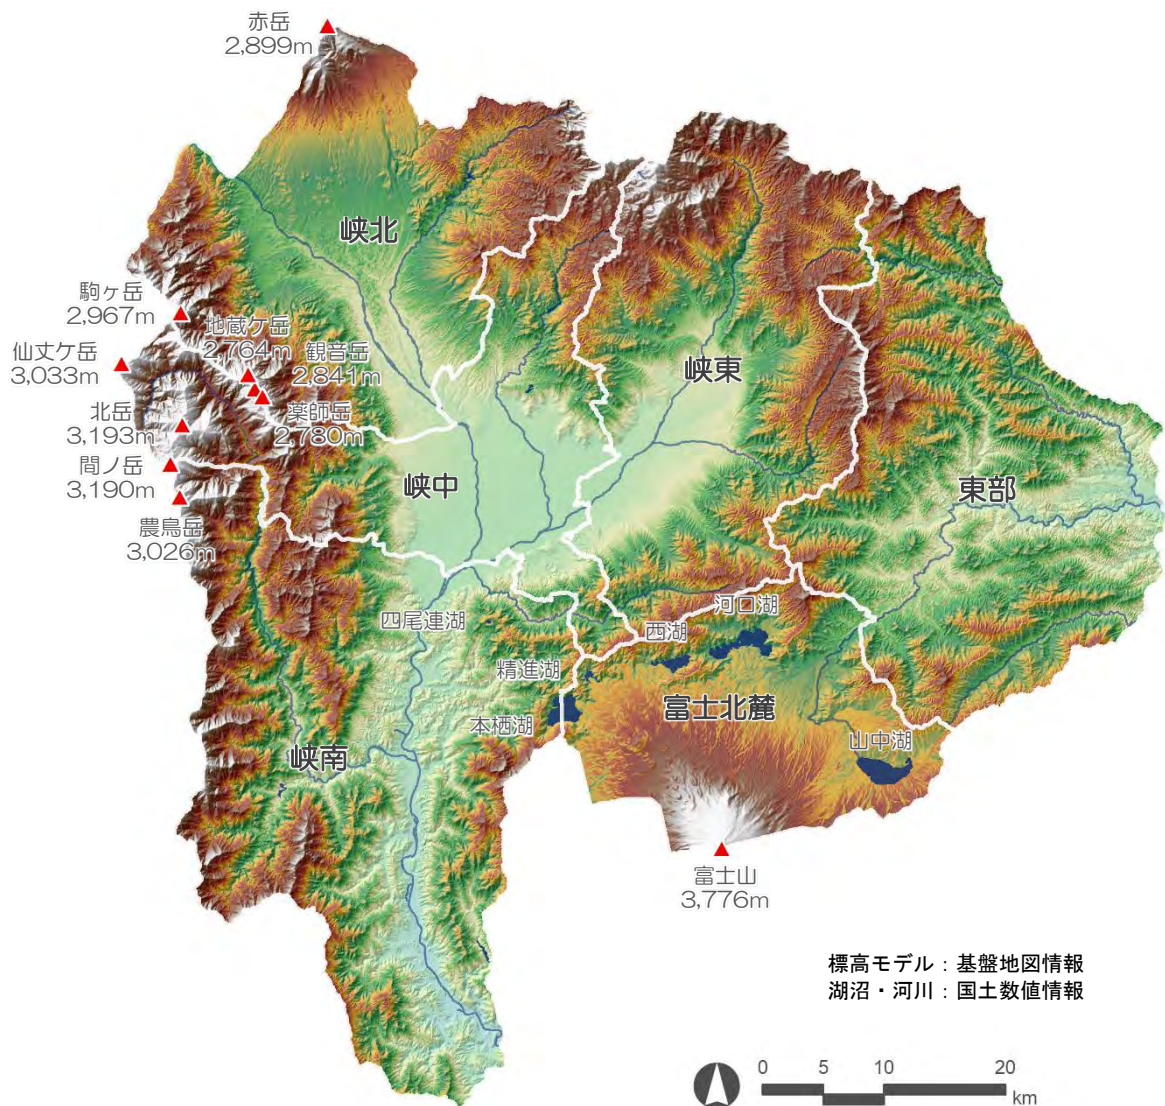 赤岳
2,899m
峡北
駒ヶ岳
2,967m
地蔵ケ岳
2,764m
観音岳
2,841m
仙丈ケ岳
3,033m
薬師岳
2,780m
北岳
3,193m
間ノ岳
3,190m
農鳥岳
3,026m
峡東
峡中
東部
四尾連湖
河口湖
西湖
精進湖
本栖湖
富士北麓
山中湖
峡南
富士山
3,776m
標高モデル：基盤地図情報
湖沼・河川：国土数値情報
0 5 10 20
km